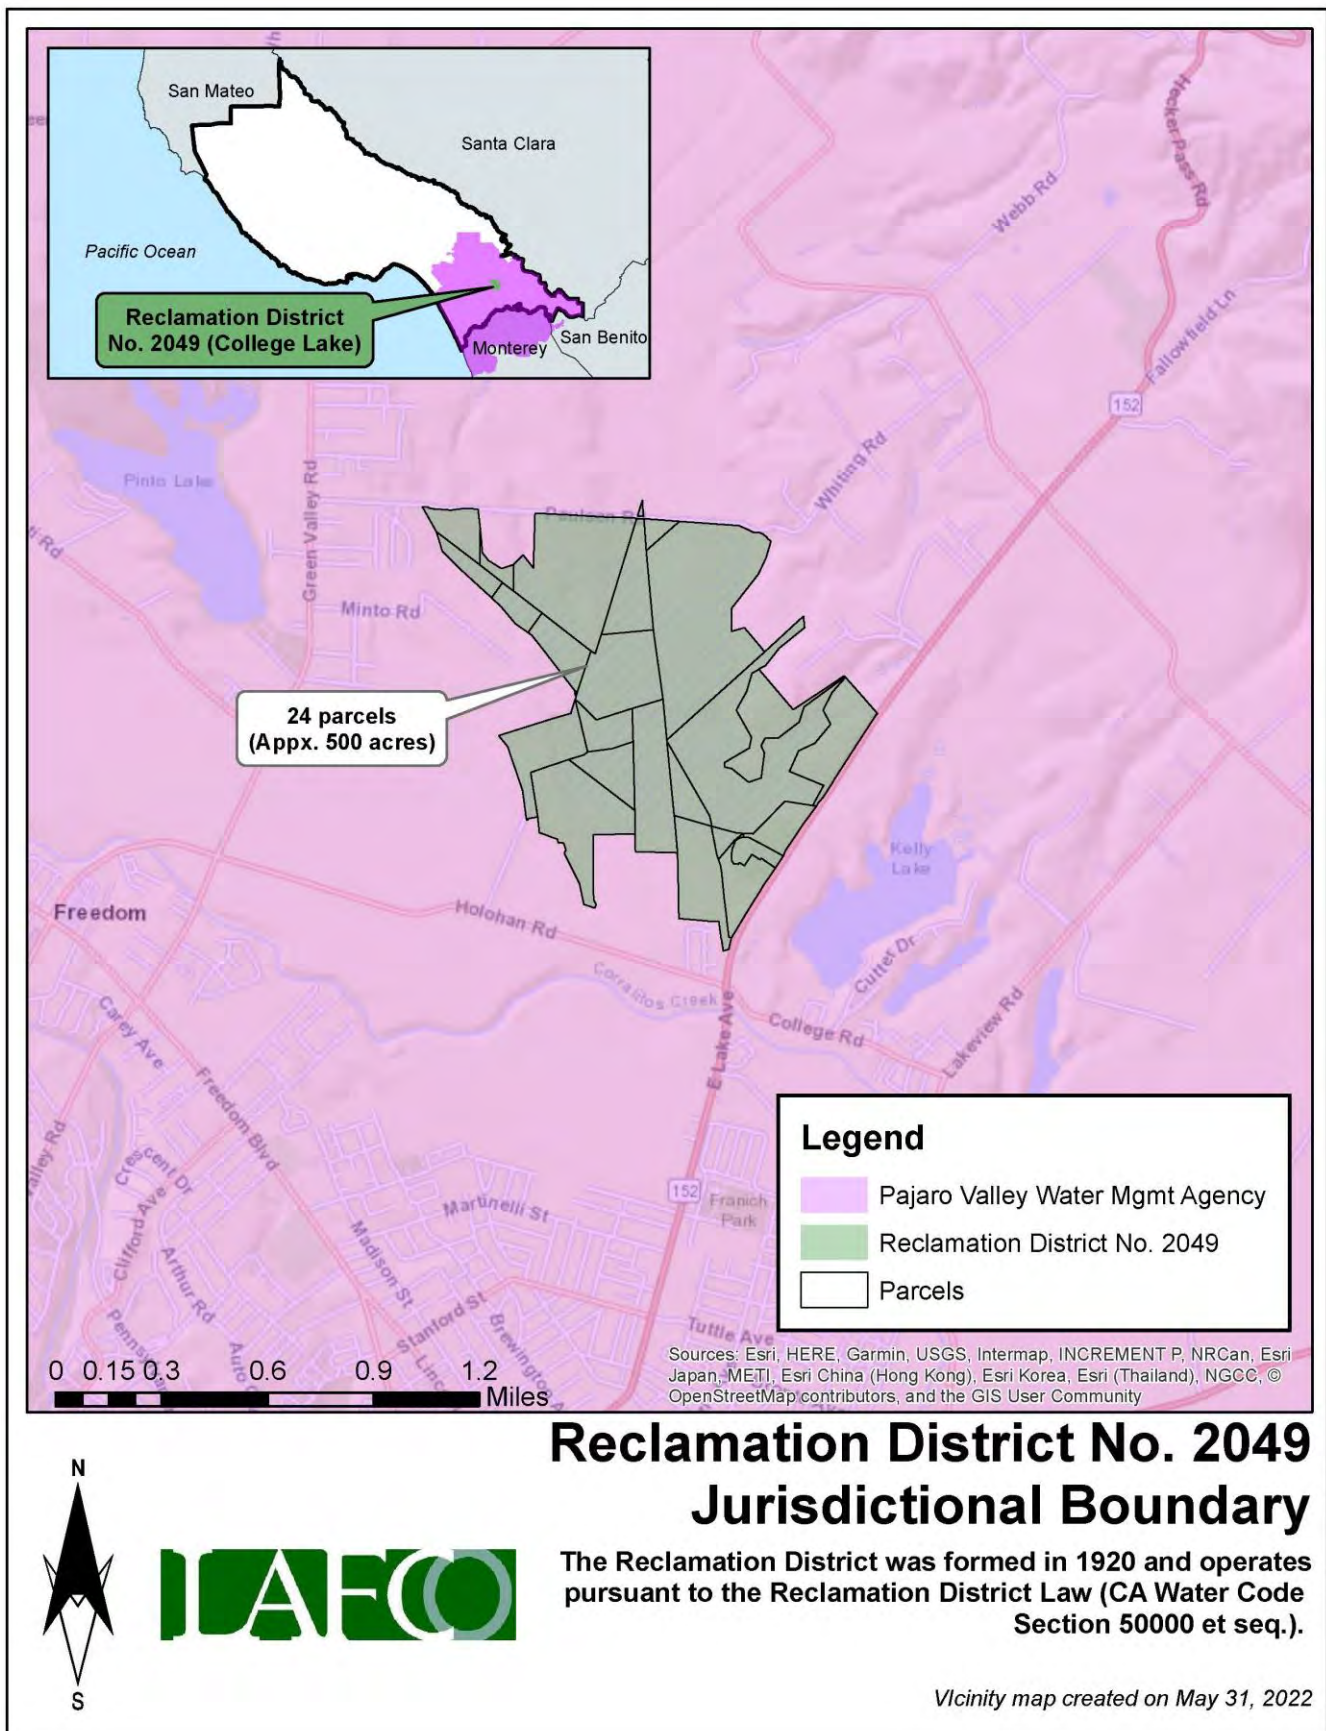 San Mateo
Santa Clara
Pacific Ocean
Reclamation District
No. 2049 (College Lake)
Monterey
San Benito
Hecker Pass Rd
Webb Rd
Fallowfield Ln
152
Whiting Rd
Pinto Lake
Green Valley Rd
Paulsen Rd
Minto Rd
24 parcels
(Appx. 500 acres)
Kelly
Lake
Freedom
Holohan Rd
Corralitos Creek
Cutter Dr
College Rd
Lakeview Rd
E Lake Ave
Carey Ave
Freedom Blvd
Valley Rd
Crescent Dr
Clifford Ave
Arthur Rd
Madison St
Martinelli St
152
Franich
Park
Stanford St
Brewington A
Tuttle Ave
Legend
Pajaro Valley Water Mgmt Agency
Reclamation District No. 2049
Parcels
Sources: Esri, HERE, Garmin, USGS, Intermap, INCREMENT P, NRCan, Esri
Japan, METI, Esri China (Hong Kong), Esri Korea, Esri (Thailand), NGCC, ©
OpenStreetMap contributors, and the GIS User Community
0 0.15 0.3 0.6 0.9 1.2
Miles
Reclamation District No. 2049
Jurisdictional Boundary
The Reclamation District was formed in 1920 and operates
pursuant to the Reclamation District Law (CA Water Code
Section 50000 et seq.).
N
S
LAFCO
VIcinity map created on May 31, 2022